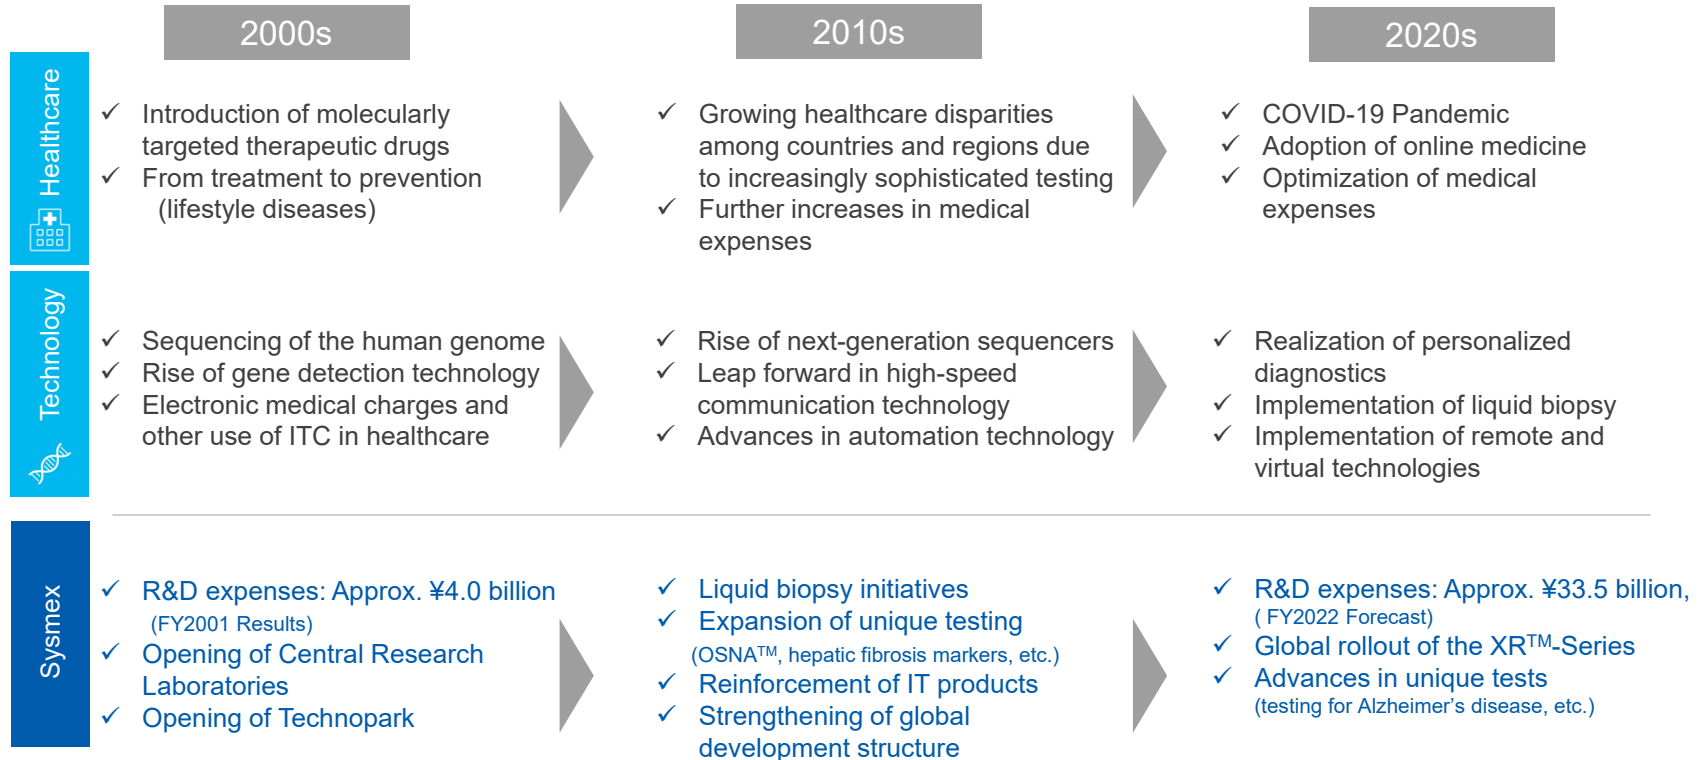 2000s
2010s
2020s
Healthcare
✓ Introduction of molecularly
targeted therapeutic drugs
✓ From treatment to prevention
(lifestyle diseases)
✓ Growing healthcare disparities
among countries and regions due
to increasingly sophisticated testing
✓ Further increases in medical
expenses
✓ COVID-19 Pandemic
✓ Adoption of online medicine
✓ Optimization of medical
expenses
Technology
✓ Sequencing of the human genome
✓ Rise of gene detection technology
✓ Electronic medical charges and
other use of ITC in healthcare
✓ Rise of next-generation sequencers
✓ Leap forward in high-speed
communication technology
✓ Advances in automation technology
✓ Realization of personalized
diagnostics
✓ Implementation of liquid biopsy
✓ Implementation of remote and
virtual technologies
Sysmex
✓ R&D expenses: Approx. ¥4.0 billion
(FY2001 Results)
✓ Opening of Central Research
Laboratories
✓ Opening of Technopark
✓ Liquid biopsy initiatives
✓ Expansion of unique testing
(OSNA™, hepatic fibrosis markers, etc.)
✓ Reinforcement of IT products
✓ Strengthening of global
development structure
✓ R&D expenses: Approx. ¥33.5 billion,
( FY2022 Forecast)
✓ Global rollout of the XR™-Series
✓ Advances in unique tests
(testing for Alzheimer’s disease, etc.)